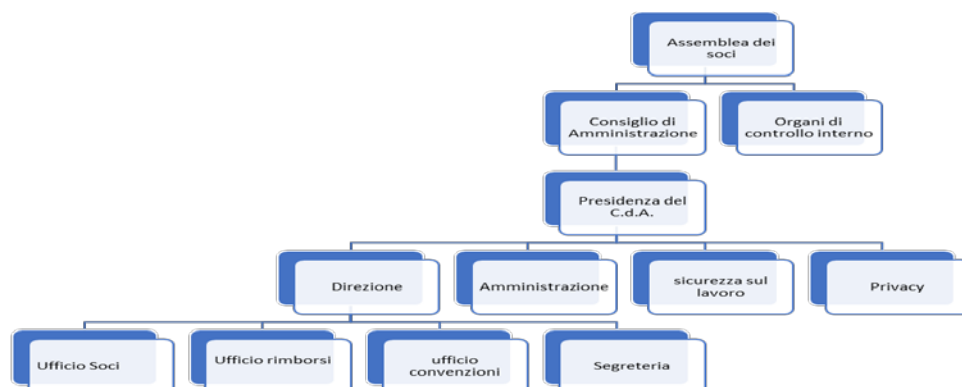 Assemblea dei
soci
Consiglio di
Amministrazione
Organi di
controllo interno
Presidenza del
C.d.A.
Direzione
Amministrazione
sicurezza sul
lavoro
Privacy
Ufficio Soci
Ufficio rimborsi
ufficio
convenzioni
Segreteria